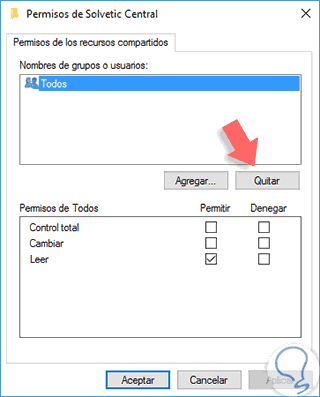 Permisos de Solvetic Central
Permisos de los recursos compartidos
Nombres de grupos o usuarios:
Todos
Agregar... Quitar
Permisos de Todos Permitir Denegar
Control total
Cambiar
Leer
Aceptar Cancelar Aplicar